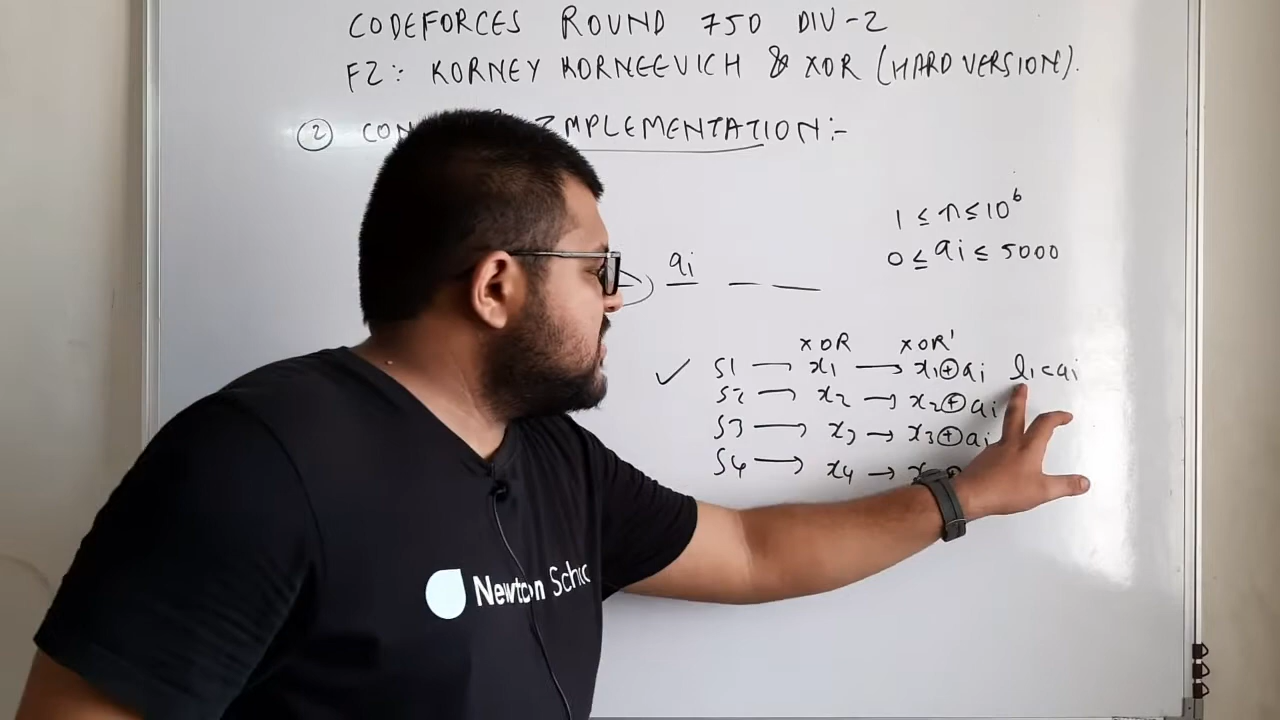 CODEFORCES ROUND 750 DIV-2
F2:- KORNEY KORNEEVICH & XOR (HARD VERSION).
② IMPLEMENTATION:-
1 ≤ n ≤ 10⁶
0 ≤ ai ≤ 5000
ai
XOR XOR'
✓ S1 → x1 → x1⊕ai l1<ai
S2 → x2 → x2⊕ai
S3 → x3 → x3⊕ai
S4 → x4 →
Newton School